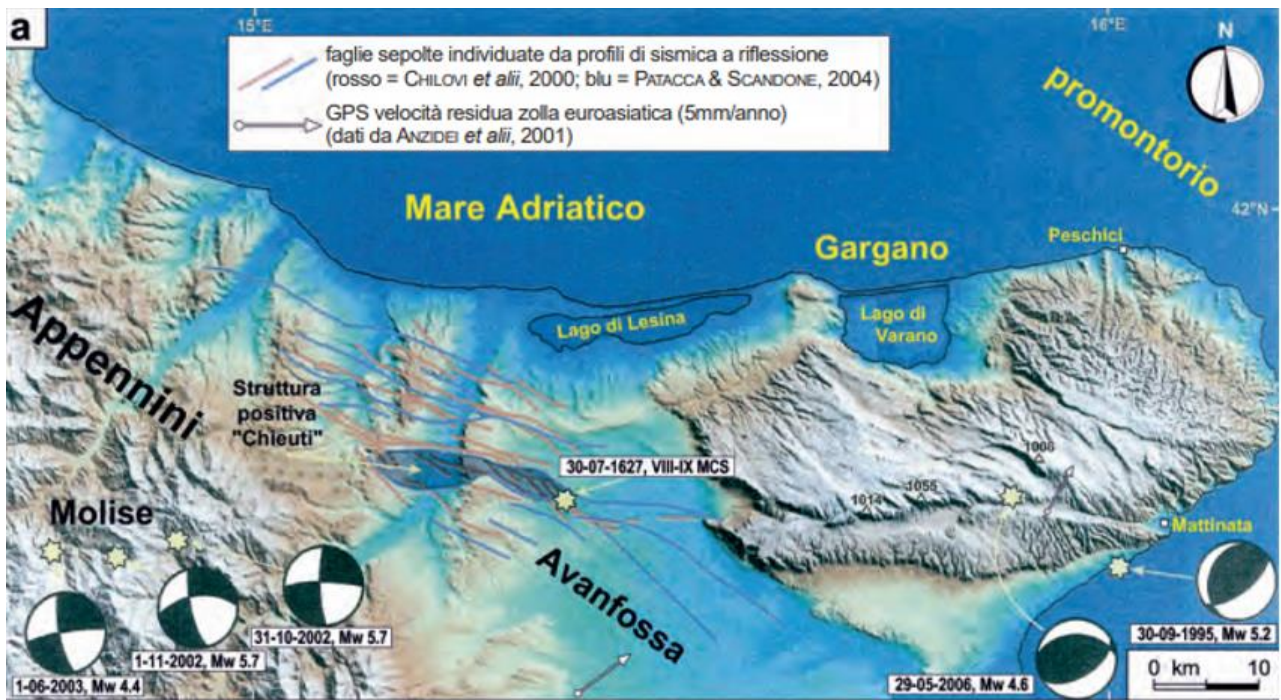 a
15°E
16°E
N
faglie sepolte individuate da profili di sismica a riflessione
(rosso = CHILOVI et alii, 2000; blu = PATACCA & SCANDONE, 2004)
GPS velocità residua zolla euroasiatica (5mm/anno)
(dati da ANZIDEI et alii, 2001)
promontorio
Mare Adriatico
42°N
Gargano
Peschici
Lago di Lesina
Lago di
Varano
Appennini
Struttura
positiva
"Chieuti"
30-07-1627, VIII-IX MCS
1008
1055
1014
Molise
Mattinata
Avanfossa
31-10-2002, Mw 5.7
1-11-2002, Mw 5.7
1-06-2003, Mw 4.4
30-09-1995, Mw 5.2
29-05-2006, Mw 4.6
0 km 10